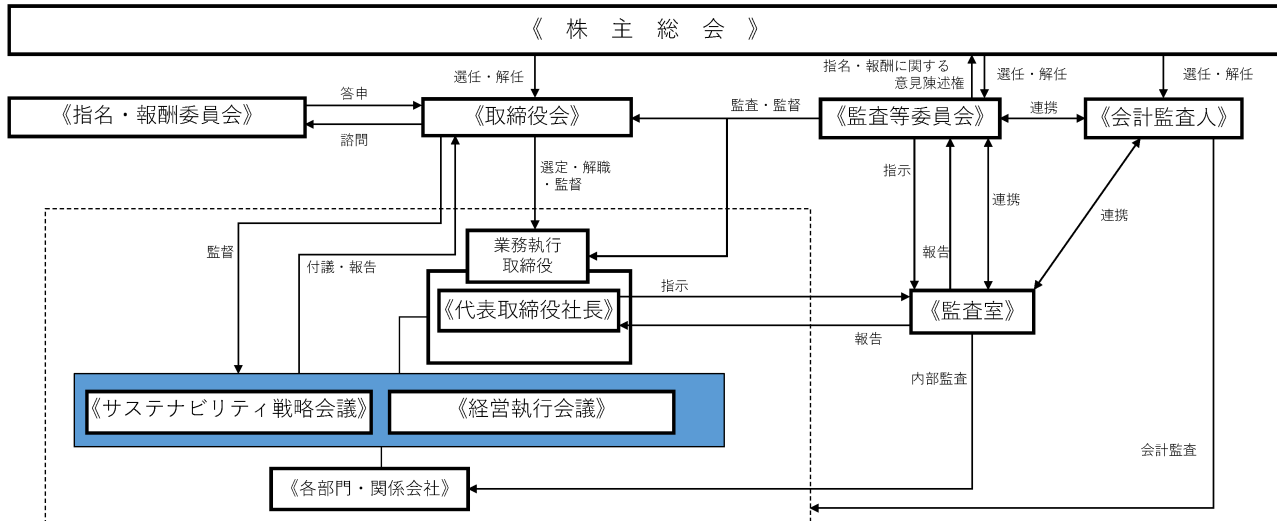 《 株 主 総 会 》
選任・解任
指名・報酬に関する
意見陳述権
選任・解任
選任・解任
《指名・報酬委員会》
答申
諮問
《取締役会》
監査・監督
《監査等委員会》
連携
《会計監査人》
選定・解職
・監督
指示
報告
連携
連携
監督
付議・報告
業務執行
取締役
《代表取締役社長》
指示
報告
《監査室》
内部監査
《サステナビリティ戦略会議》
《経営執行会議》
会計監査
《各部門・関係会社》